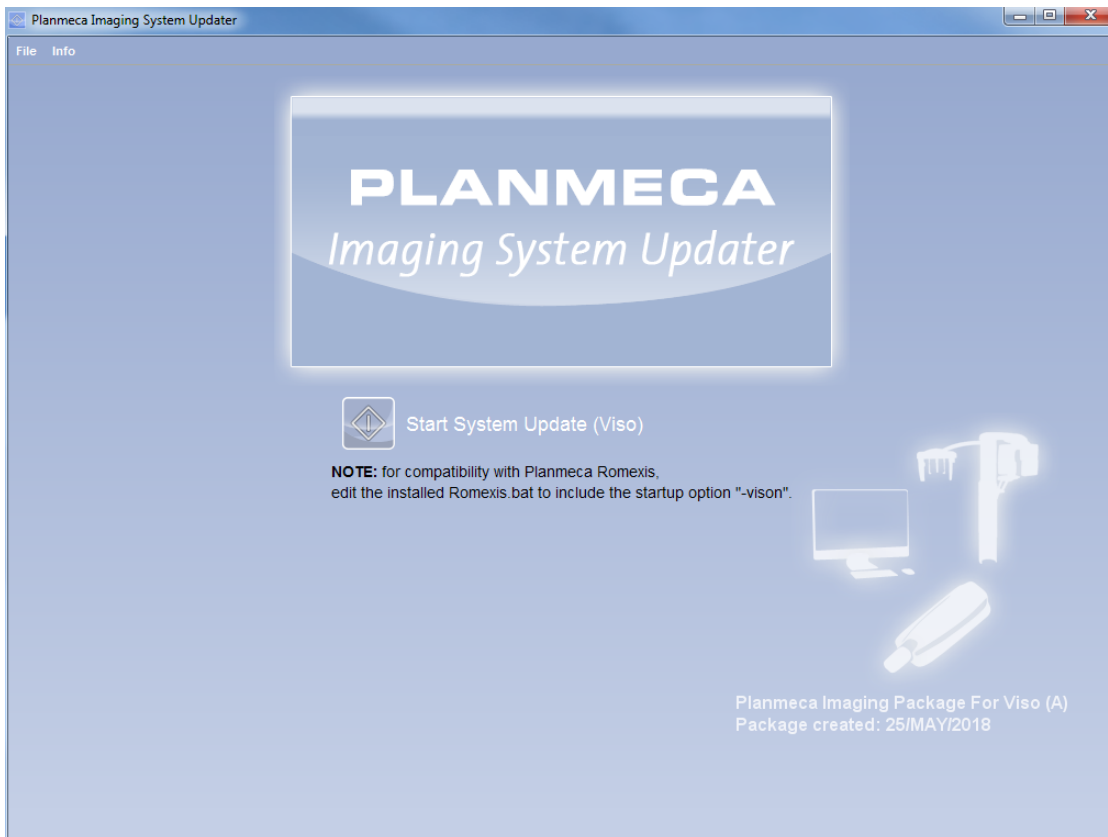 Planmeca Imaging System Updater
File Info
PLANMECA
Imaging System Updater
Start System Update (Viso)
NOTE: for compatibility with Planmeca Romexis,
edit the installed Romexis.bat to include the startup option "-vison".
Planmeca Imaging Package For Viso (A)
Package created: 25/MAY/2018